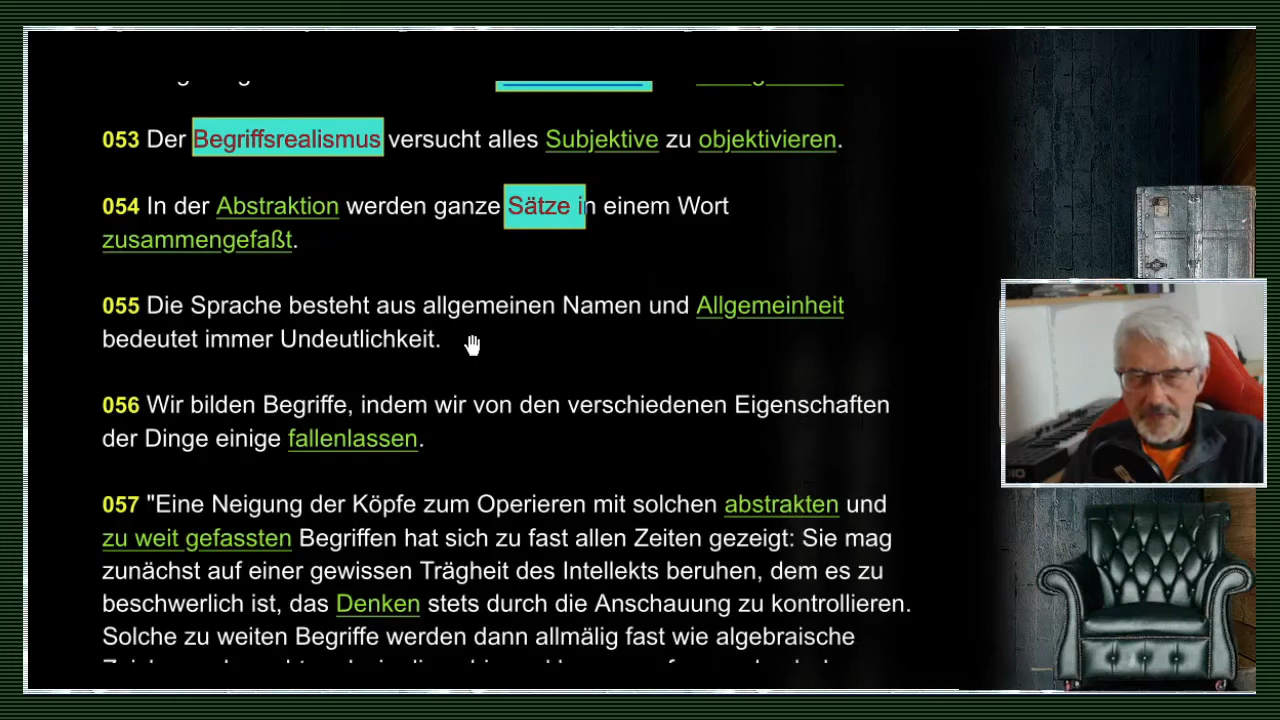 053 Der Begriffsrealismus versucht alles Subjektive zu objektivieren.
054 In der Abstraktion werden ganze Sätze in einem Wort
zusammengefaßt.
055 Die Sprache besteht aus allgemeinen Namen und Allgemeinheit
bedeutet immer Undeutlichkeit.
056 Wir bilden Begriffe, indem wir von den verschiedenen Eigenschaften
der Dinge einige fallenlassen.
057 "Eine Neigung der Köpfe zum Operieren mit solchen abstrakten und
zu weit gefassten Begriffen hat sich zu fast allen Zeiten gezeigt: Sie mag
zunächst auf einer gewissen Trägheit des Intellekts beruhen, dem es zu
beschwerlich ist, das Denken stets durch die Anschauung zu kontrollieren.
Solche zu weiten Begriffe werden dann allmälig fast wie algebraische